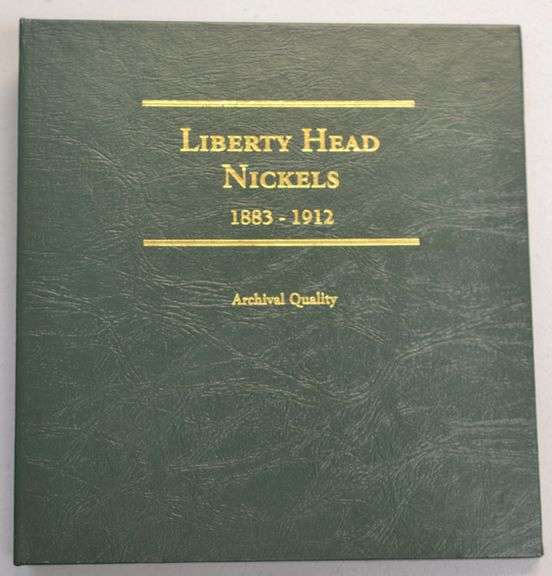 Liberty Head
Nickels
1883 - 1912
Archival Quality